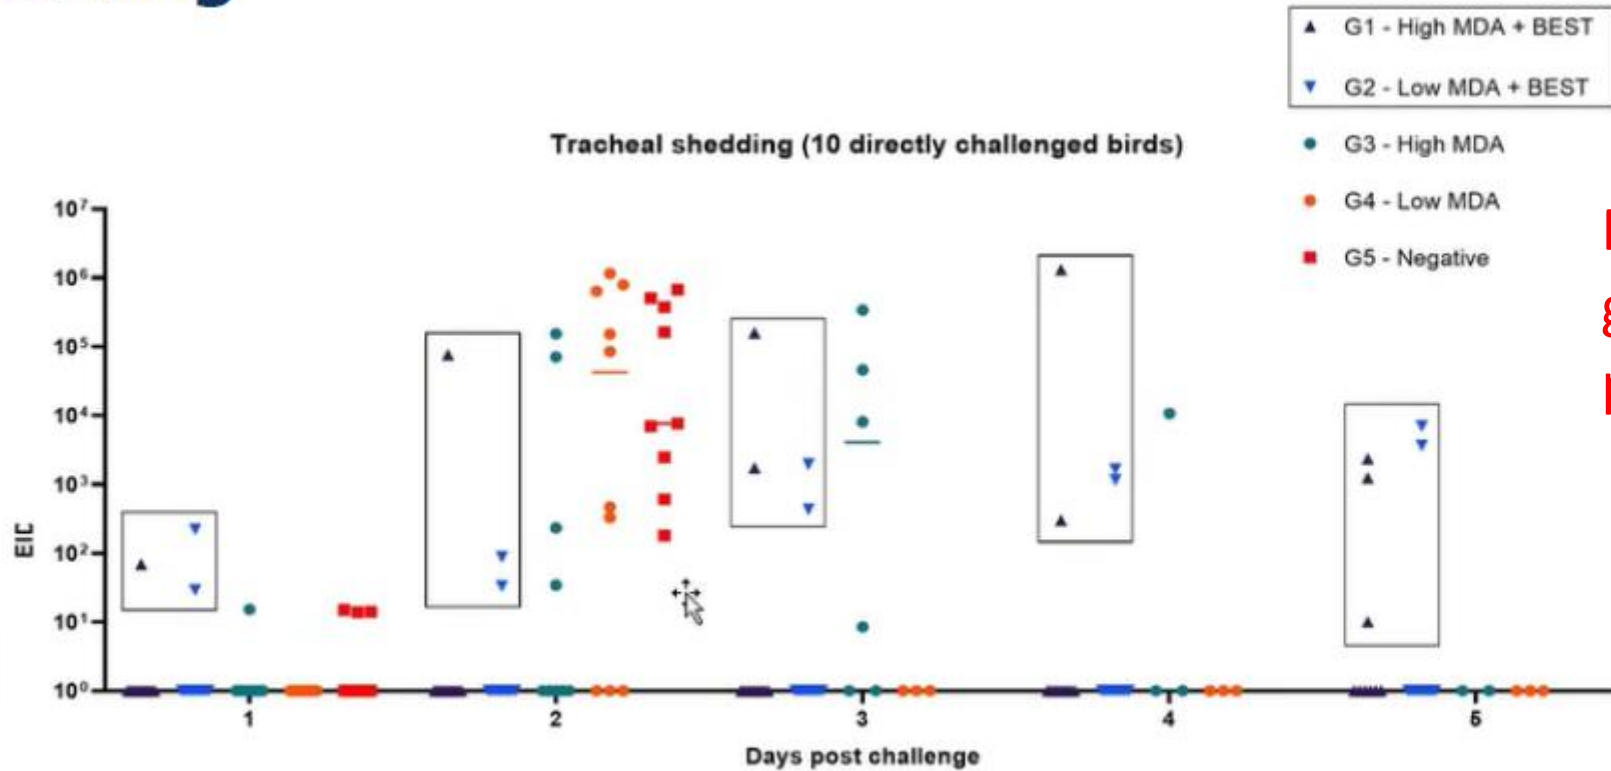 G1 - High MDA + BEST
G2 - Low MDA + BEST
Tracheal shedding (10 directly challenged birds)
G3 - High MDA
G4 - Low MDA
G5 - Negative
10⁷
10⁶
10⁵
10⁴
10³
10²
10¹
10⁰
EIC
1 2 3 4 5
Days post challenge